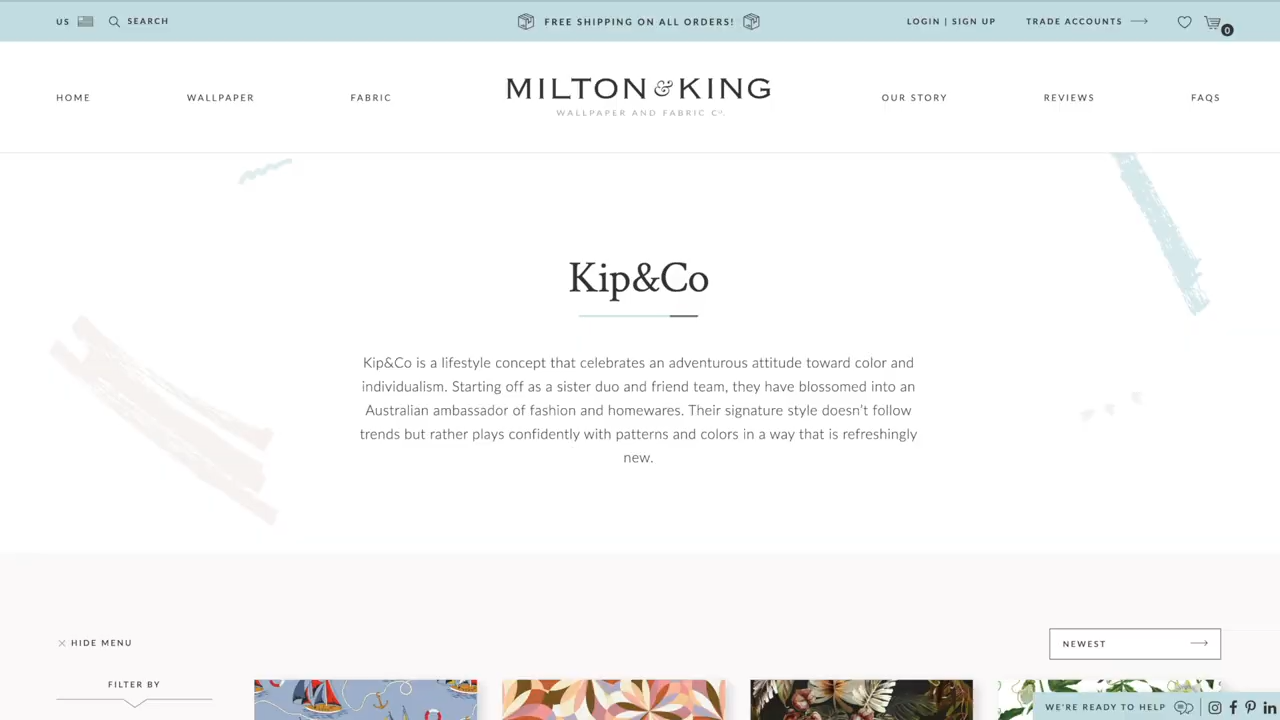 US SEARCH FREE SHIPPING ON ALL ORDERS! LOGIN | SIGN UP TRADE ACCOUNTS 0
HOME WALLPAPER FABRIC MILTON & KING OUR STORY REVIEWS FAQS
WALLPAPER AND FABRIC Co.
Kip&Co
Kip&Co is a lifestyle concept that celebrates an adventurous attitude toward color and
individualism. Starting off as a sister duo and friend team, they have blossomed into an
Australian ambassador of fashion and homewares. Their signature style doesn’t follow
trends but rather plays confidently with patterns and colors in a way that is refreshingly
new.
HIDE MENU NEWEST
FILTER BY
WE'RE READY TO HELP